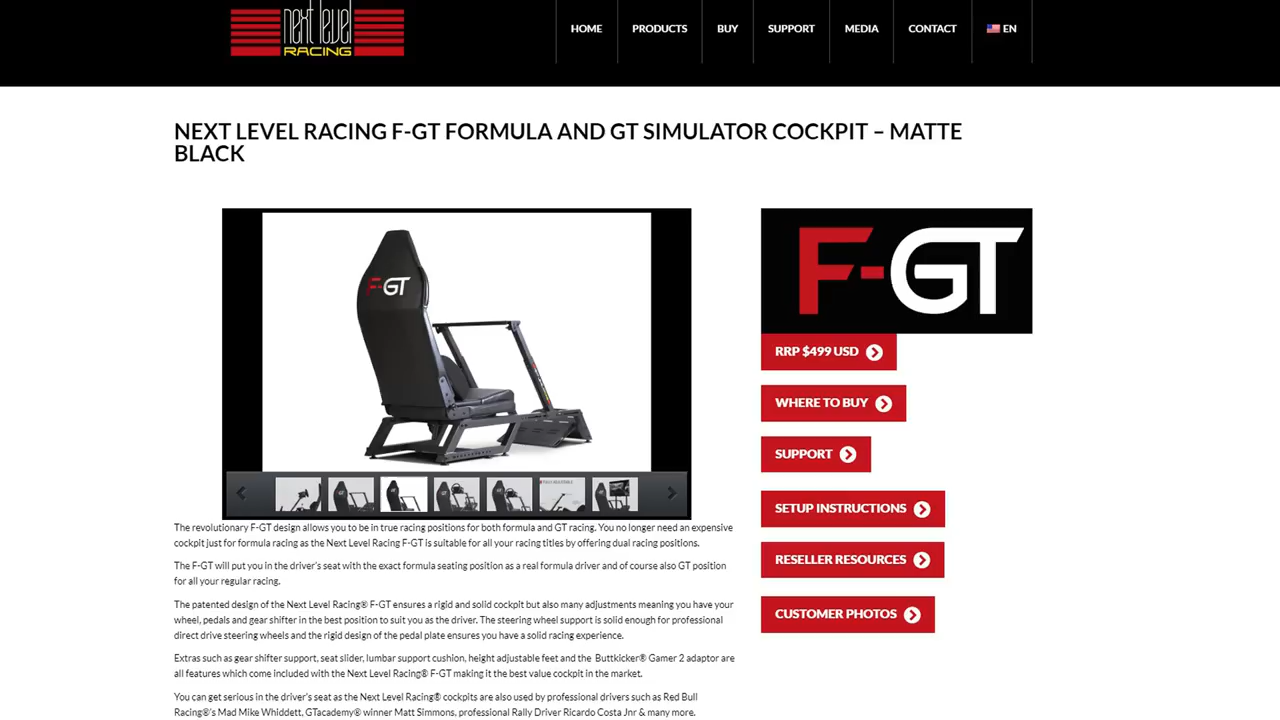 next level
RACING
HOME
PRODUCTS
BUY
SUPPORT
MEDIA
CONTACT
EN
NEXT LEVEL RACING F-GT FORMULA AND GT SIMULATOR COCKPIT – MATTE
BLACK
F-GT
F-GT
RRP $499 USD
WHERE TO BUY
SUPPORT
SETUP INSTRUCTIONS
RESELLER RESOURCES
CUSTOMER PHOTOS
The revolutionary F-GT design allows you to be in true racing positions for both formula and GT racing. You no longer need an expensive
cockpit just for formula racing as the Next Level Racing F-GT is suitable for all your racing titles by offering dual racing positions.
The F-GT will put you in the driver's seat with the exact formula seating position as a real formula driver and of course also GT position
for all your regular racing.
The patented design of the Next Level Racing® F-GT ensures a rigid and solid cockpit but also many adjustments meaning you have your
wheel, pedals and gear shifter in the best position to suit you as the driver. The steering wheel support is solid enough for professional
direct drive steering wheels and the rigid design of the pedal plate ensures you have a solid racing experience.
Extras such as gear shifter support, seat slider, lumbar support cushion, height adjustable feet and the Buttkicker® Gamer 2 adaptor are
all features which come included with the Next Level Racing® F-GT making it the best value cockpit in the market.
You can get serious in the driver's seat as the Next Level Racing® cockpits are also used by professional drivers such as Red Bull
Racing®'s Mad Mike Whiddett, GTacademy® winner Matt Simmons, professional Rally Driver Ricardo Costa Jnr & many more.